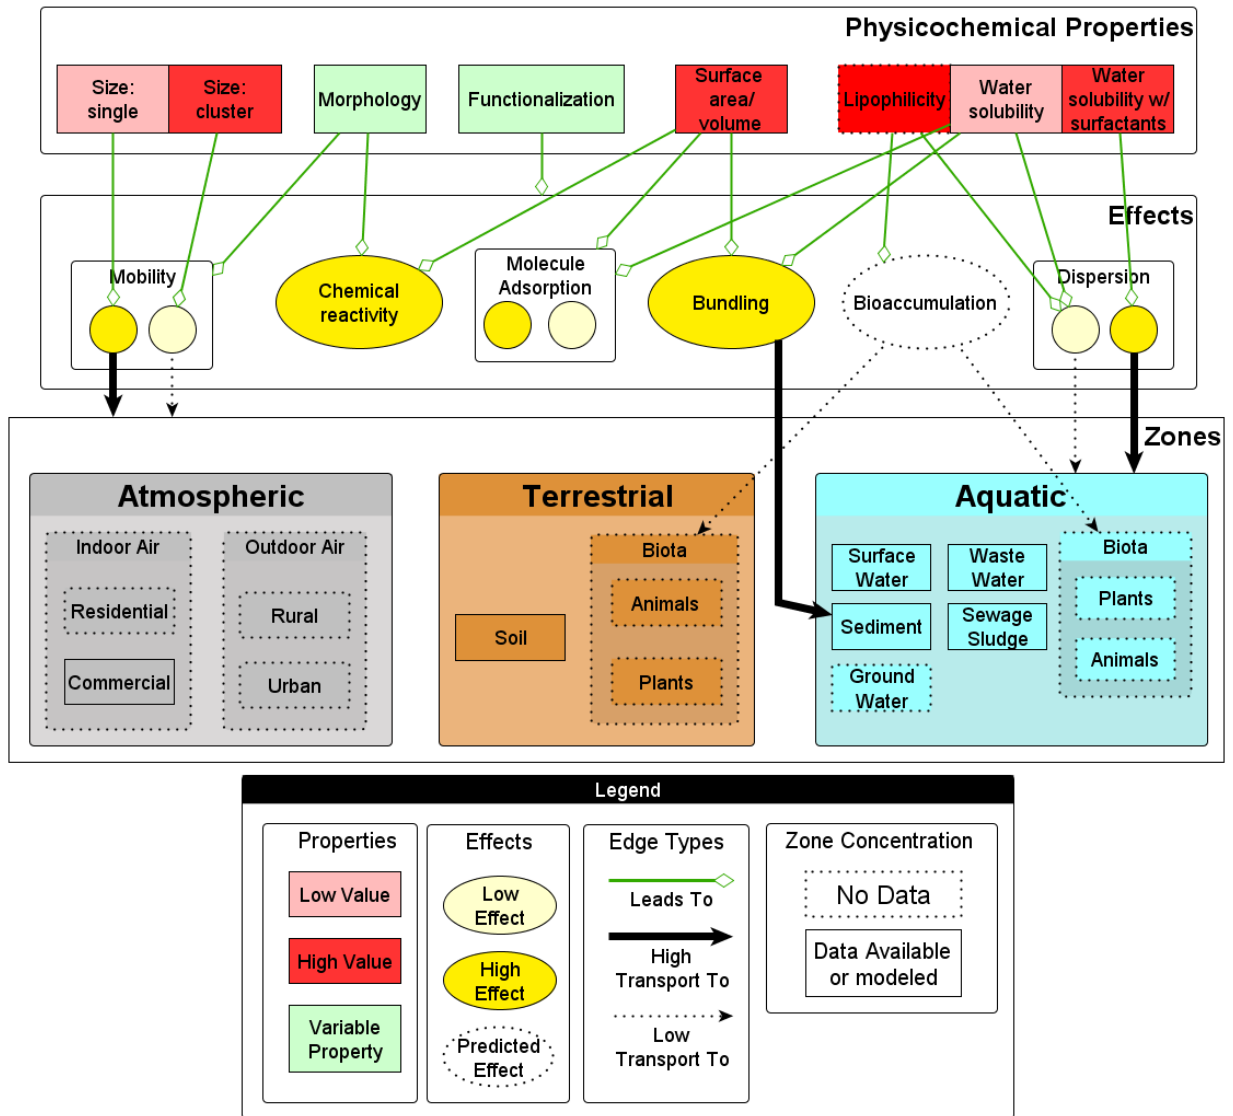 Physicochemical Properties
Size:
single
Size:
cluster
Morphology
Functionalization
Surface
area/
volume
Lipophilicity
Water
solubility
Water
solubility w/
surfactants
Effects
Mobility
Chemical
reactivity
Molecule
Adsorption
Bundling
Bioaccumulation
Dispersion
Zones
Atmospheric
Indoor Air
Residential
Commercial
Outdoor Air
Rural
Urban
Terrestrial
Soil
Biota
Animals
Plants
Aquatic
Surface
Water
Waste
Water
Sediment
Sewage
Sludge
Ground
Water
Biota
Plants
Animals
Legend
Properties
Low Value
High Value
Variable
Property
Effects
Low
Effect
High
Effect
Predicted
Effect
Edge Types
Leads To
High
Transport To
Low
Transport To
Zone Concentration
No Data
Data Available
or modeled